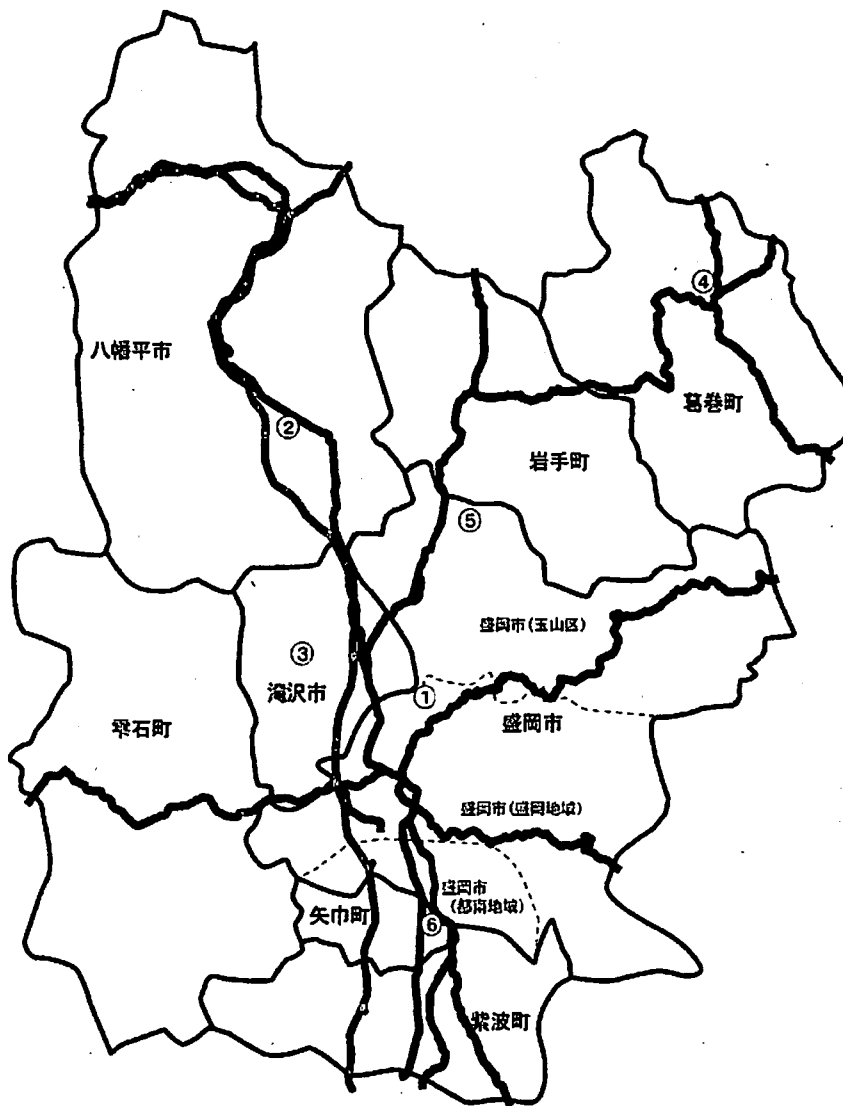 ④
八幡平市
葛巻町
②
岩手町
⑤
盛岡市(玉山区)
③
滝沢市
①
雫石町
盛岡市
盛岡市(盛岡地域)
盛岡市
(都南地域)
矢巾町
⑥
紫波町